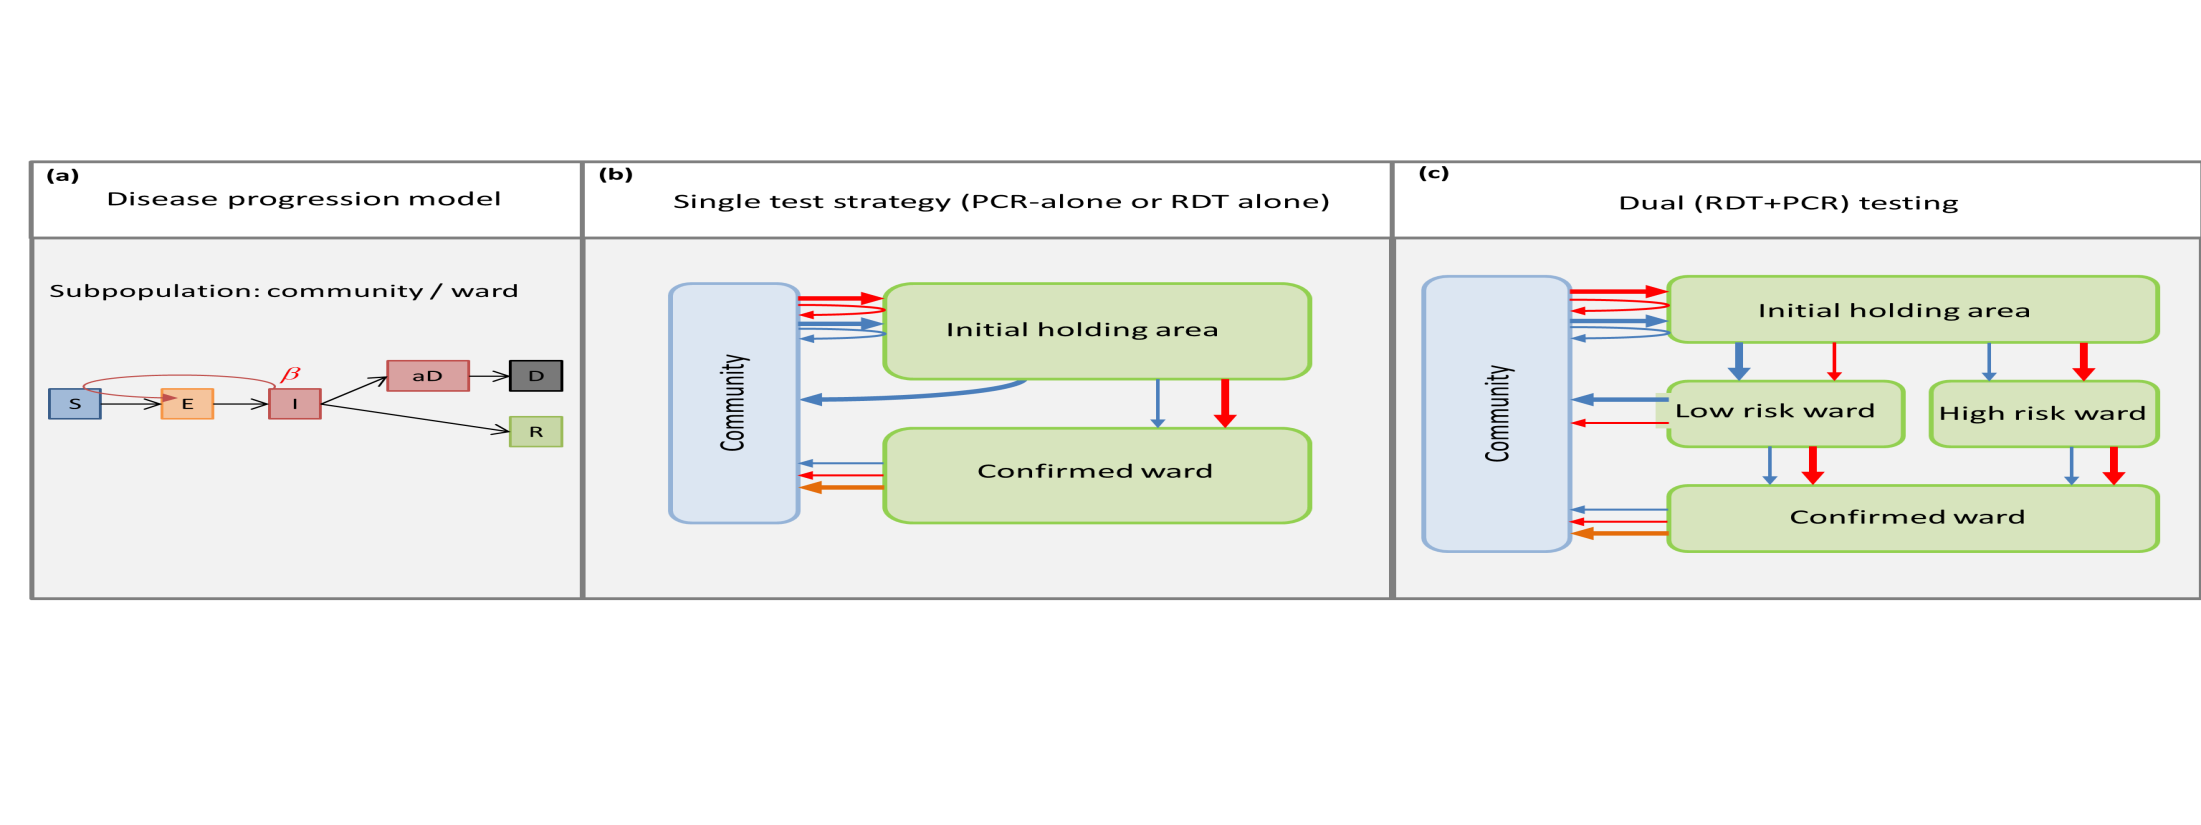 (a)
Disease progression model
Subpopulation: community / ward
β
S
E
I
aD
D
R
(b)
Single test strategy (PCR-alone or RDT alone)
Community
Initial holding area
Confirmed ward
(c)
Dual (RDT+PCR) testing
Community
Initial holding area
Low risk ward
High risk ward
Confirmed ward